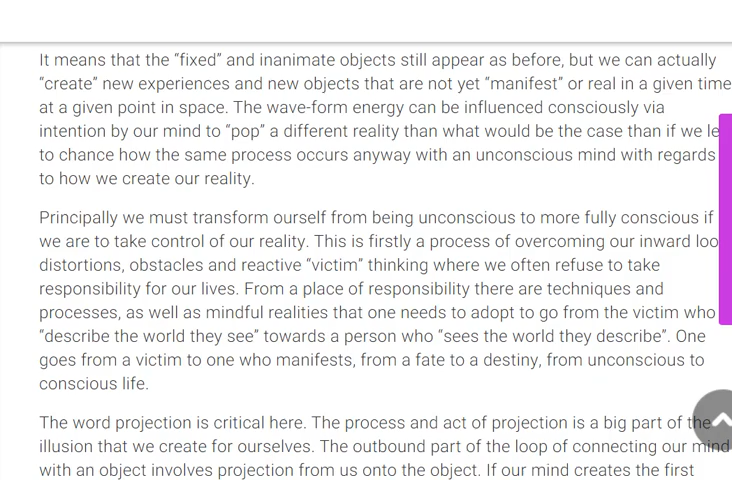 It means that the “fixed” and inanimate objects still appear as before, but we can actually
“create” new experiences and new objects that are not yet “manifest” or real in a given time
at a given point in space. The wave-form energy can be influenced consciously via
intention by our mind to “pop” a different reality than what would be the case than if we le
to chance how the same process occurs anyway with an unconscious mind with regards
to how we create our reality.
Principally we must transform ourself from being unconscious to more fully conscious if
we are to take control of our reality. This is firstly a process of overcoming our inward loo
distortions, obstacles and reactive “victim” thinking where we often refuse to take
responsibility for our lives. From a place of responsibility there are techniques and
processes, as well as mindful realities that one needs to adopt to go from the victim who
“describe the world they see” towards a person who “sees the world they describe”. One
goes from a victim to one who manifests, from a fate to a destiny, from unconscious to
conscious life.
The word projection is critical here. The process and act of projection is a big part of the
illusion that we create for ourselves. The outbound part of the loop of connecting our mind
with an object involves projection from us onto the object. If our mind creates the first